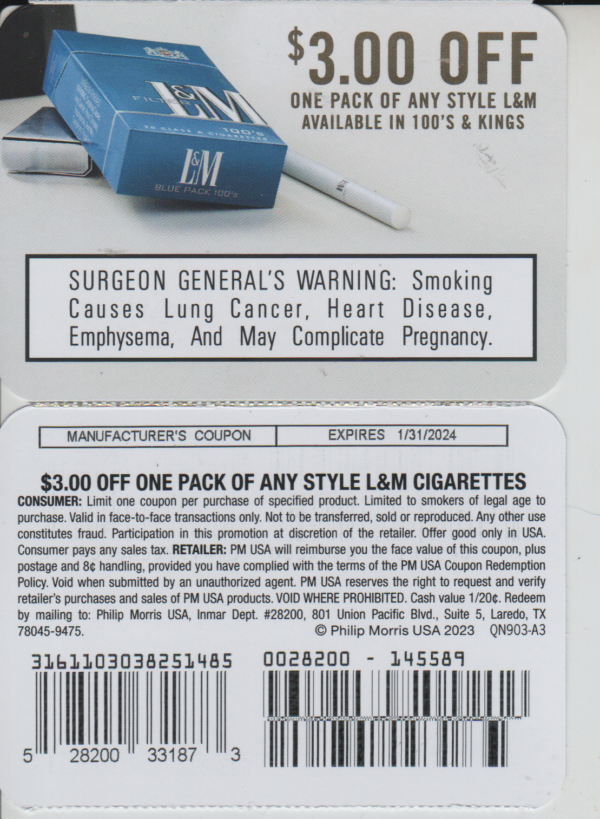 $3.00 OFF
ONE PACK OF ANY STYLE L&M
AVAILABLE IN 100'S & KINGS
L&M
FILTER
20 CLASS A CIGARETTES
100's
L&M
BLUE PACK 100's
SURGEON GENERAL'S WARNING: Smoking
Causes Lung Cancer, Heart Disease,
Emphysema, And May Complicate Pregnancy.
MANUFACTURER'S COUPON EXPIRES 1/31/2024
$3.00 OFF ONE PACK OF ANY STYLE L&M CIGARETTES
CONSUMER: Limit one coupon per purchase of specified product. Limited to smokers of legal age to
purchase. Valid in face-to-face transactions only. Not to be transferred, sold or reproduced. Any other use
constitutes fraud. Participation in this promotion at discretion of the retailer. Offer good only in USA.
Consumer pays any sales tax. RETAILER: PM USA will reimburse you the face value of this coupon, plus
postage and 8¢ handling, provided you have complied with the terms of the PM USA Coupon Redemption
Policy. Void when submitted by an unauthorized agent. PM USA reserves the right to request and verify
retailer's purchases and sales of PM USA products. VOID WHERE PROHIBITED. Cash value 1/20¢. Redeem
by mailing to: Philip Morris USA, Inmar Dept. #28200, 801 Union Pacific Blvd., Suite 5, Laredo, TX
78045-9475. © Philip Morris USA 2023 QN903-A3
3161103038251485 0028200 - 145589
5 28200 33187 3